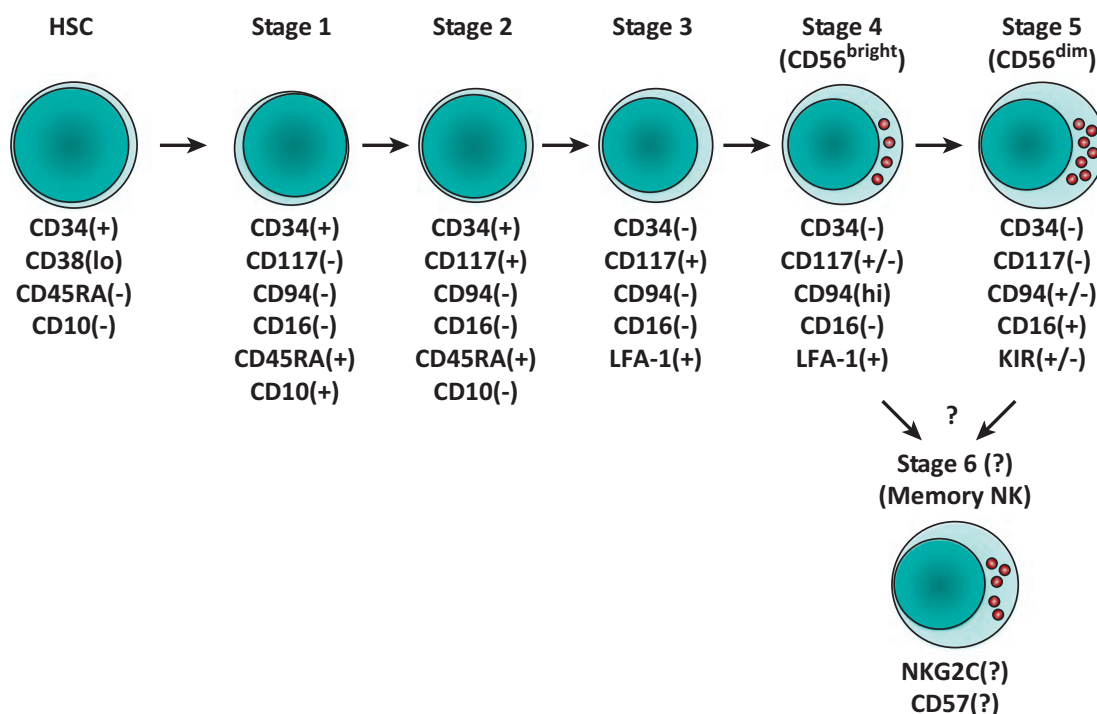 HSC
Stage 1
Stage 2
Stage 3
Stage 4
(CD56bright)
Stage 5
(CD56dim)
CD34(+)
CD38(lo)
CD45RA(-)
CD10(-)
CD34(+)
CD117(-)
CD94(-)
CD16(-)
CD45RA(+)
CD10(+)
CD34(+)
CD117(+)
CD94(-)
CD16(-)
CD45RA(+)
CD10(-)
CD34(-)
CD117(+)
CD94(-)
CD16(-)
LFA-1(+)
CD34(-)
CD117(+/-)
CD94(hi)
CD16(-)
LFA-1(+)
CD34(-)
CD117(-)
CD94(+/-)
CD16(+)
KIR(+/-)
?
Stage 6 (?)
(Memory NK)
NKG2C(?)
CD57(?)